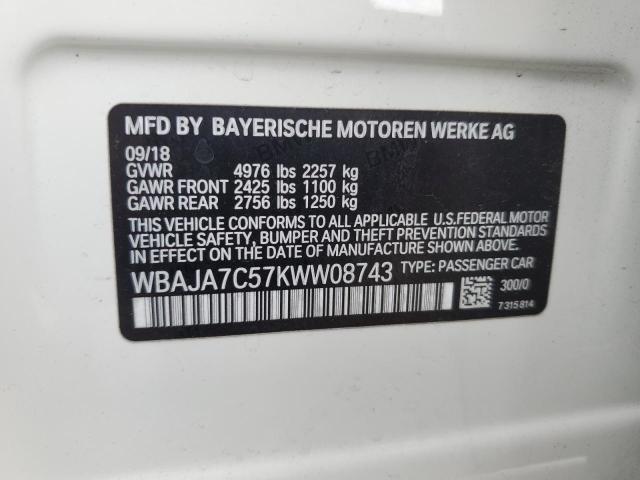 MFD BY BAYERISCHE MOTOREN WERKE AG
09/18
GVWR 4976 lbs 2257 kg
GAWR FRONT 2425 lbs 1100 kg
GAWR REAR 2756 lbs 1250 kg
THIS VEHICLE CONFORMS TO ALL APPLICABLE U.S.FEDERAL MOTOR
VEHICLE SAFETY, BUMPER AND THEFT PREVENTION STANDARDS
IN EFFECT ON THE DATE OF MANUFACTURE SHOWN ABOVE.
WBAJA7C57KWW08743 TYPE: PASSENGER CAR
300/0
7315814